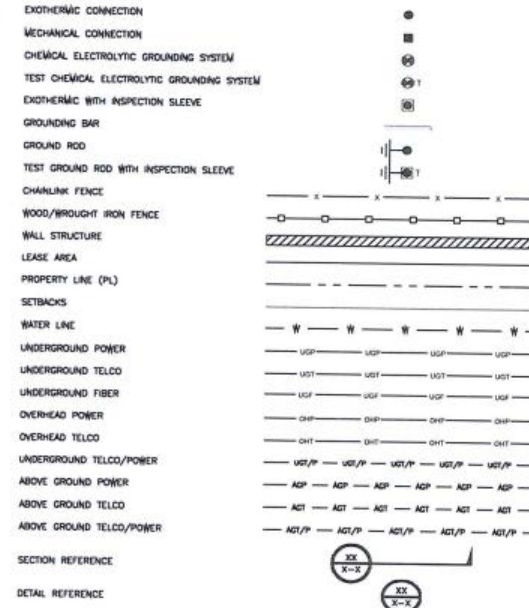 EXOTHERMIC CONNECTION
MECHANICAL CONNECTION
CHEMICAL ELECTROLYTIC GROUNDING SYSTEM
TEST CHEMICAL ELECTROLYTIC GROUNDING SYSTEM T
EXOTHERMIC WITH INSPECTION SLEEVE
GROUNDING BAR
GROUND ROD
TEST GROUND ROD WITH INSPECTION SLEEVE T
CHAINLINK FENCE X X X X
WOOD/WROUGHT IRON FENCE
WALL STRUCTURE
LEASE AREA
PROPERTY LINE (PL)
SETBACKS
WATER LINE W W W W W
UNDERGROUND POWER UGP UGP UGP UGP
UNDERGROUND TELCO UGT UGT UGT UGT
UNDERGROUND FIBER UGF UGF UGF UGF
OVERHEAD POWER OHP OHP OHP OHP
OVERHEAD TELCO OHT OHT OHT OHT
UNDERGROUND TELCO/POWER UGT/P UGT/P UGT/P UGT/P
ABOVE GROUND POWER AGP AGP AGP AGP AGP
ABOVE GROUND TELCO AGT AGT AGT AGT AGT
ABOVE GROUND TELCO/POWER AGT/P AGT/P AGT/P AGT/P
SECTION REFERENCE XX
X-X
DETAIL REFERENCE XX
X-X